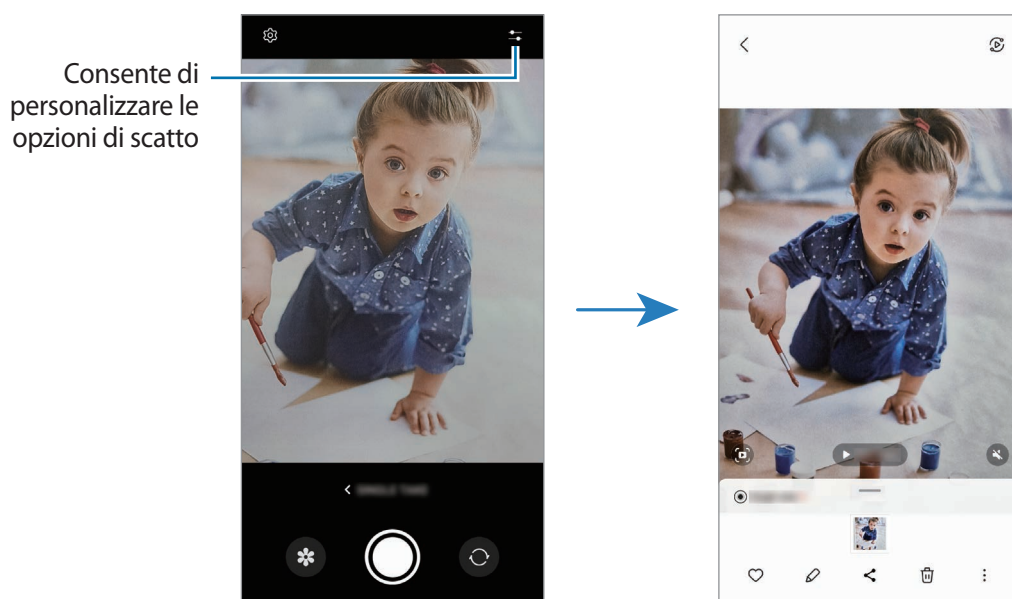 Consente di
personalizzare le
opzioni di scatto